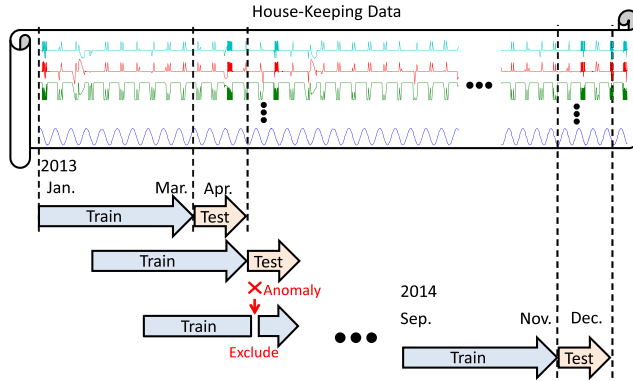 House-Keeping Data
2013
Jan. Mar. Apr.
Train Test
Train Test
Anomaly
2014
Train Sep. Nov. Dec.
Exclude
Train Test